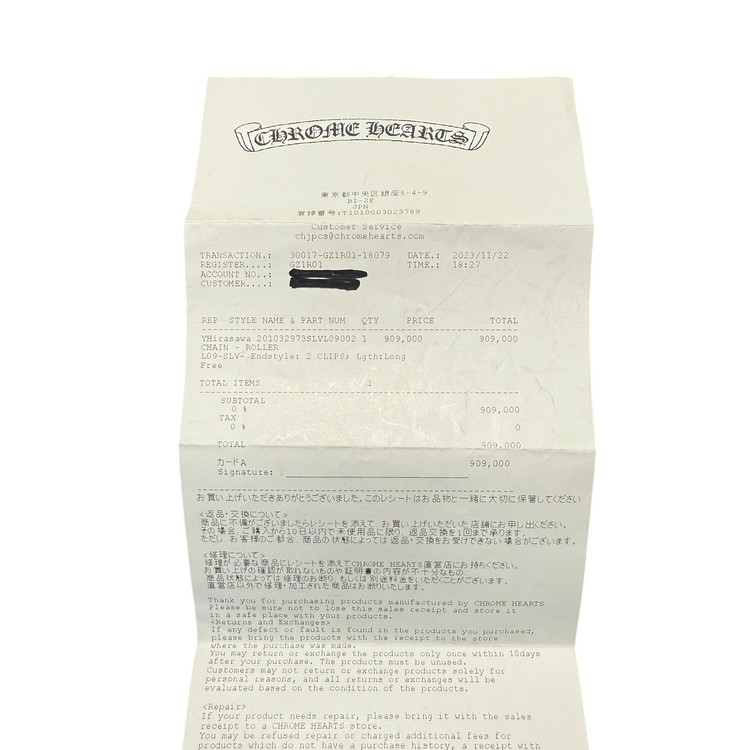 CHROME HEARTS
東京都中央区銀座6-4-9
B1-2F
JPN
登録番号:T1010003023789
Customer Service
chjpcs@chromehearts.com
TRANSACTION.: 30017-GZ1R01-18079 DATE.: 2023/11/22
REGISTER....: GZ1R01 TIME.: 18:27
ACCOUNT NO..:
CUSTOMER....:
REP STYLE NAME & PART NUM QTY PRICE TOTAL
YHirasawa 201032973SLVL09002 1 909,000 909,000
CHAIN - ROLLER
L09-SLV- Endstyle: 2 CLIPS; Lgth:Long
Free
TOTAL ITEMS 1
SUBTOTAL
0 % 909,000
TAX
0 % 0
TOTAL 909,000
カードA 909,000
Signature:
お買い上げいただきありがとうございました。このレシートはお品物と一緒に大切に保管してください
<返品・交換について>
商品に不備がございましたらレシートを添えて、お買い上げいただいた店舗にお申し出ください。
その場合、ご購入から10日以内で未使用品に限り、返品交換を1回まで承ります。
ただし、お客様のご都合、商品の状態によっては返品・交換をお受けできない場合がございます。
<修理について>
修理が必要な商品にレシートを添えてCHROME HEARTS直営店にお持ちください。
お買い上げの確認が取れないものや証明書の内容が不十分なもの
商品状態によっては修理のお断り、もしくは別途料金をいただくことがございます。
直営店以外で修理・加工された商品はお断りいたします。
Thank you for purchasing products manufactured by CHROME HEARTS
Please be sure not to lose this sales receipt and store it
in a safe place with your products.
<Returns and Exchanges>
If any defect or fault is found in the products you purchased,
please bring the products with the receipt to the store
where the purchase was made.
You may return or exchange the products only once within 10days
after your purchase. The products must be unused.
Customers may not return or exchange products solely for
personal reasons, and all returns or exchanges will be
evaluated based on the condition of the products.
<Repair>
If your product needs repair, please bring it with the sales
receipt to a CHROME HEARTS store.
You may be refused repair or charged additional fees for
products which do not have a purchase history, a receipt with